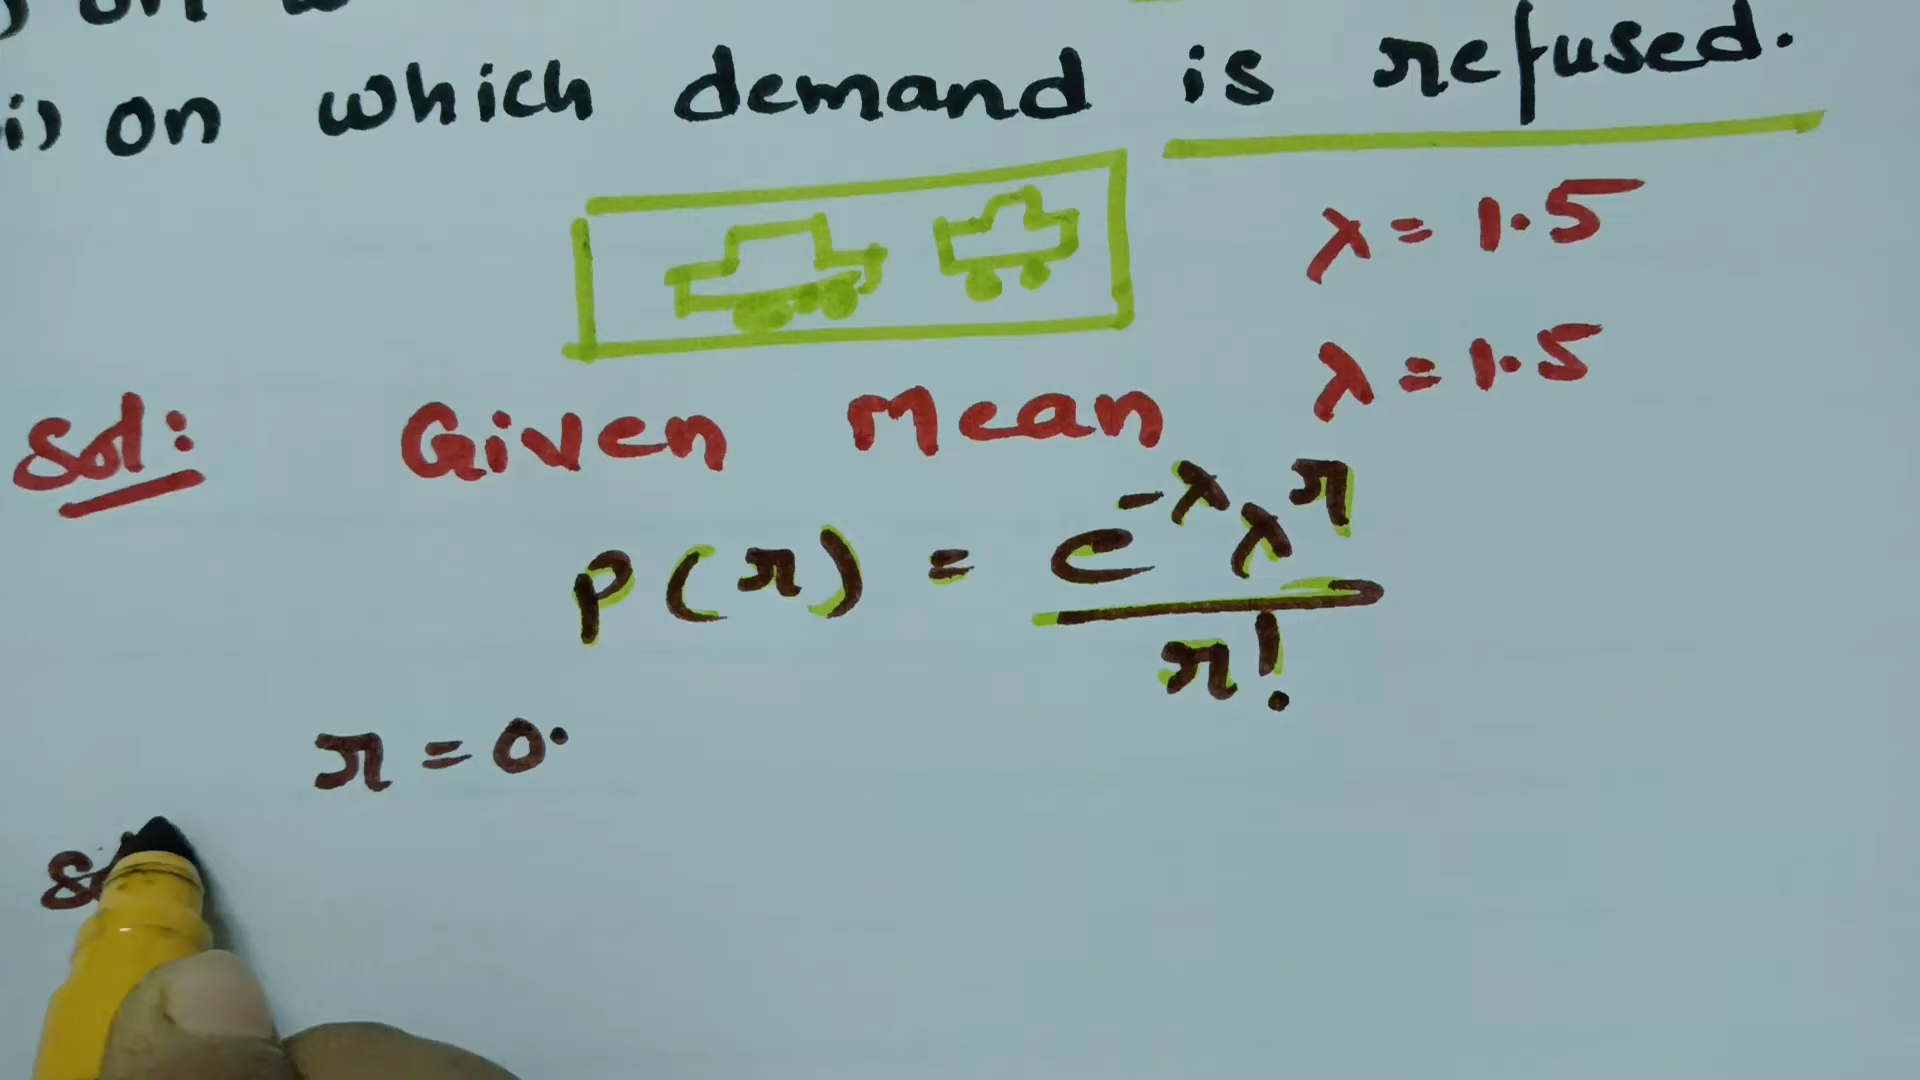 i) on which demand is refused.
λ = 1.5
Sol: Given Mean λ = 1.5
P(r) = e^-λ λ^r / r!
r = 0.